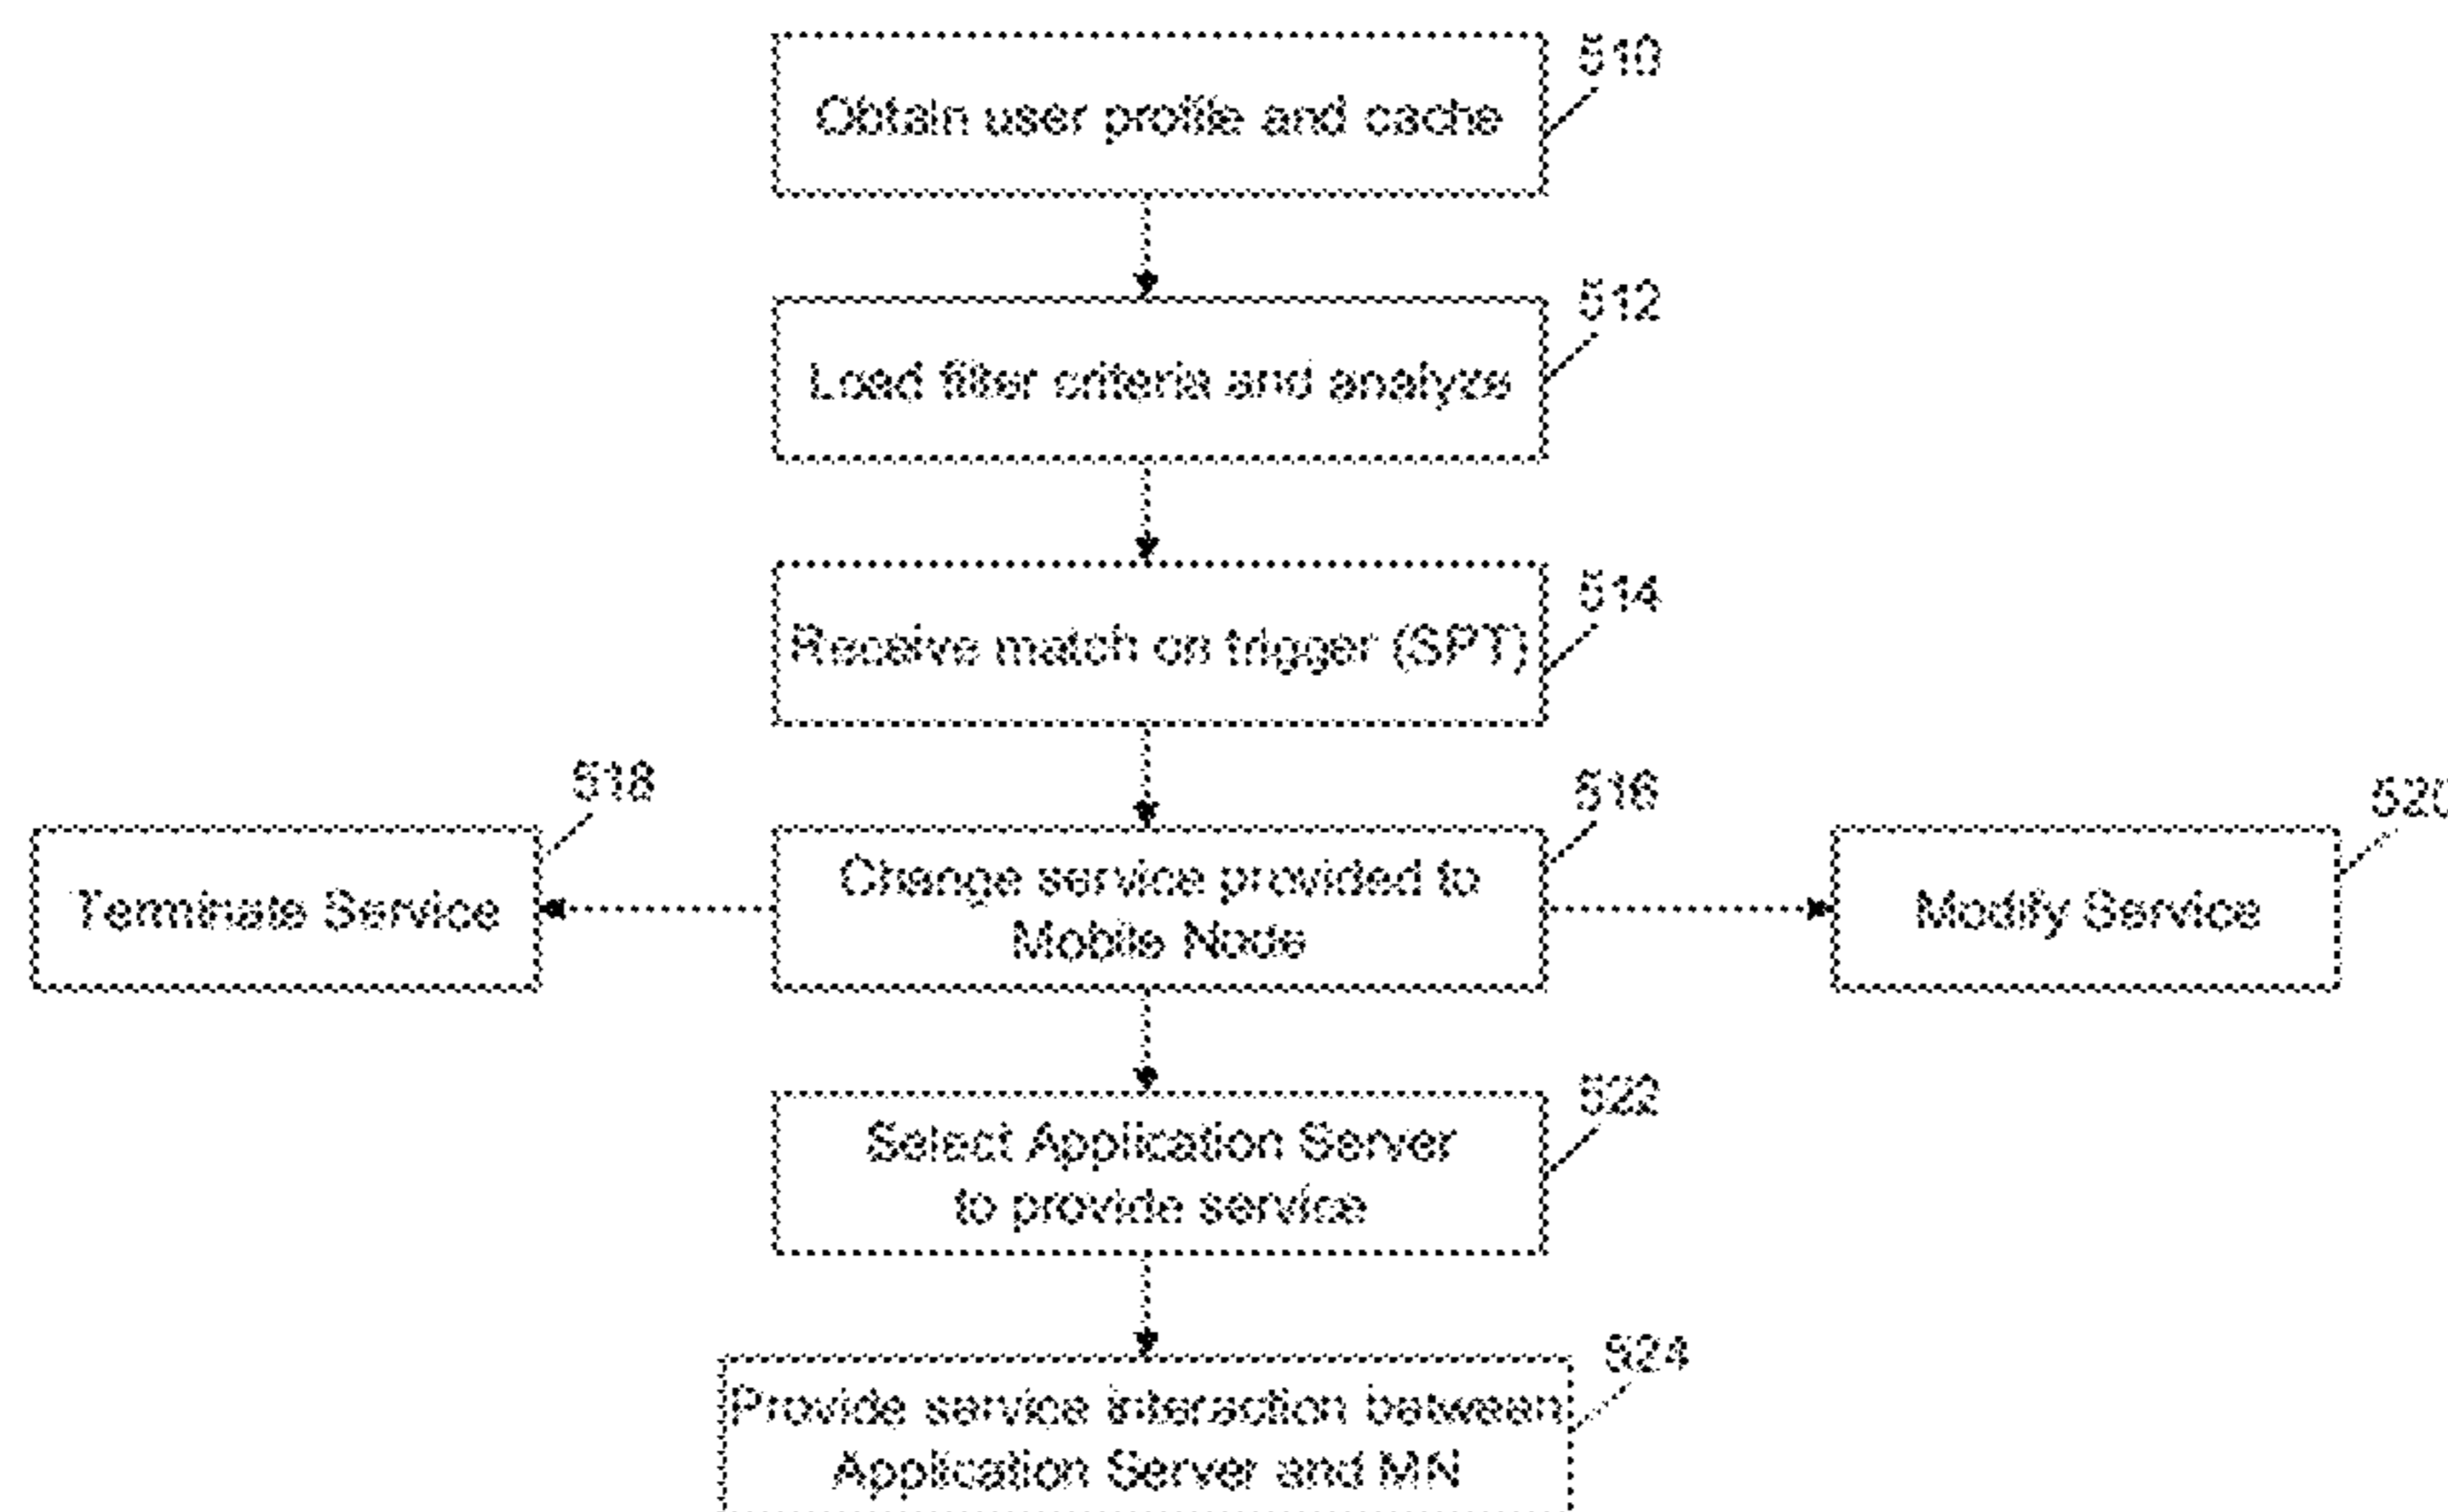 510
Obtain user profile and cache
512
Load filter criteria and analyze
514
Receive match on trigger (SPT)
518
516
520
Terminate Service
Change service provided to
Mobile Node
Modify Service
522
Select Application Server
to provide service
524
Provide service interaction between
Application Server and MN